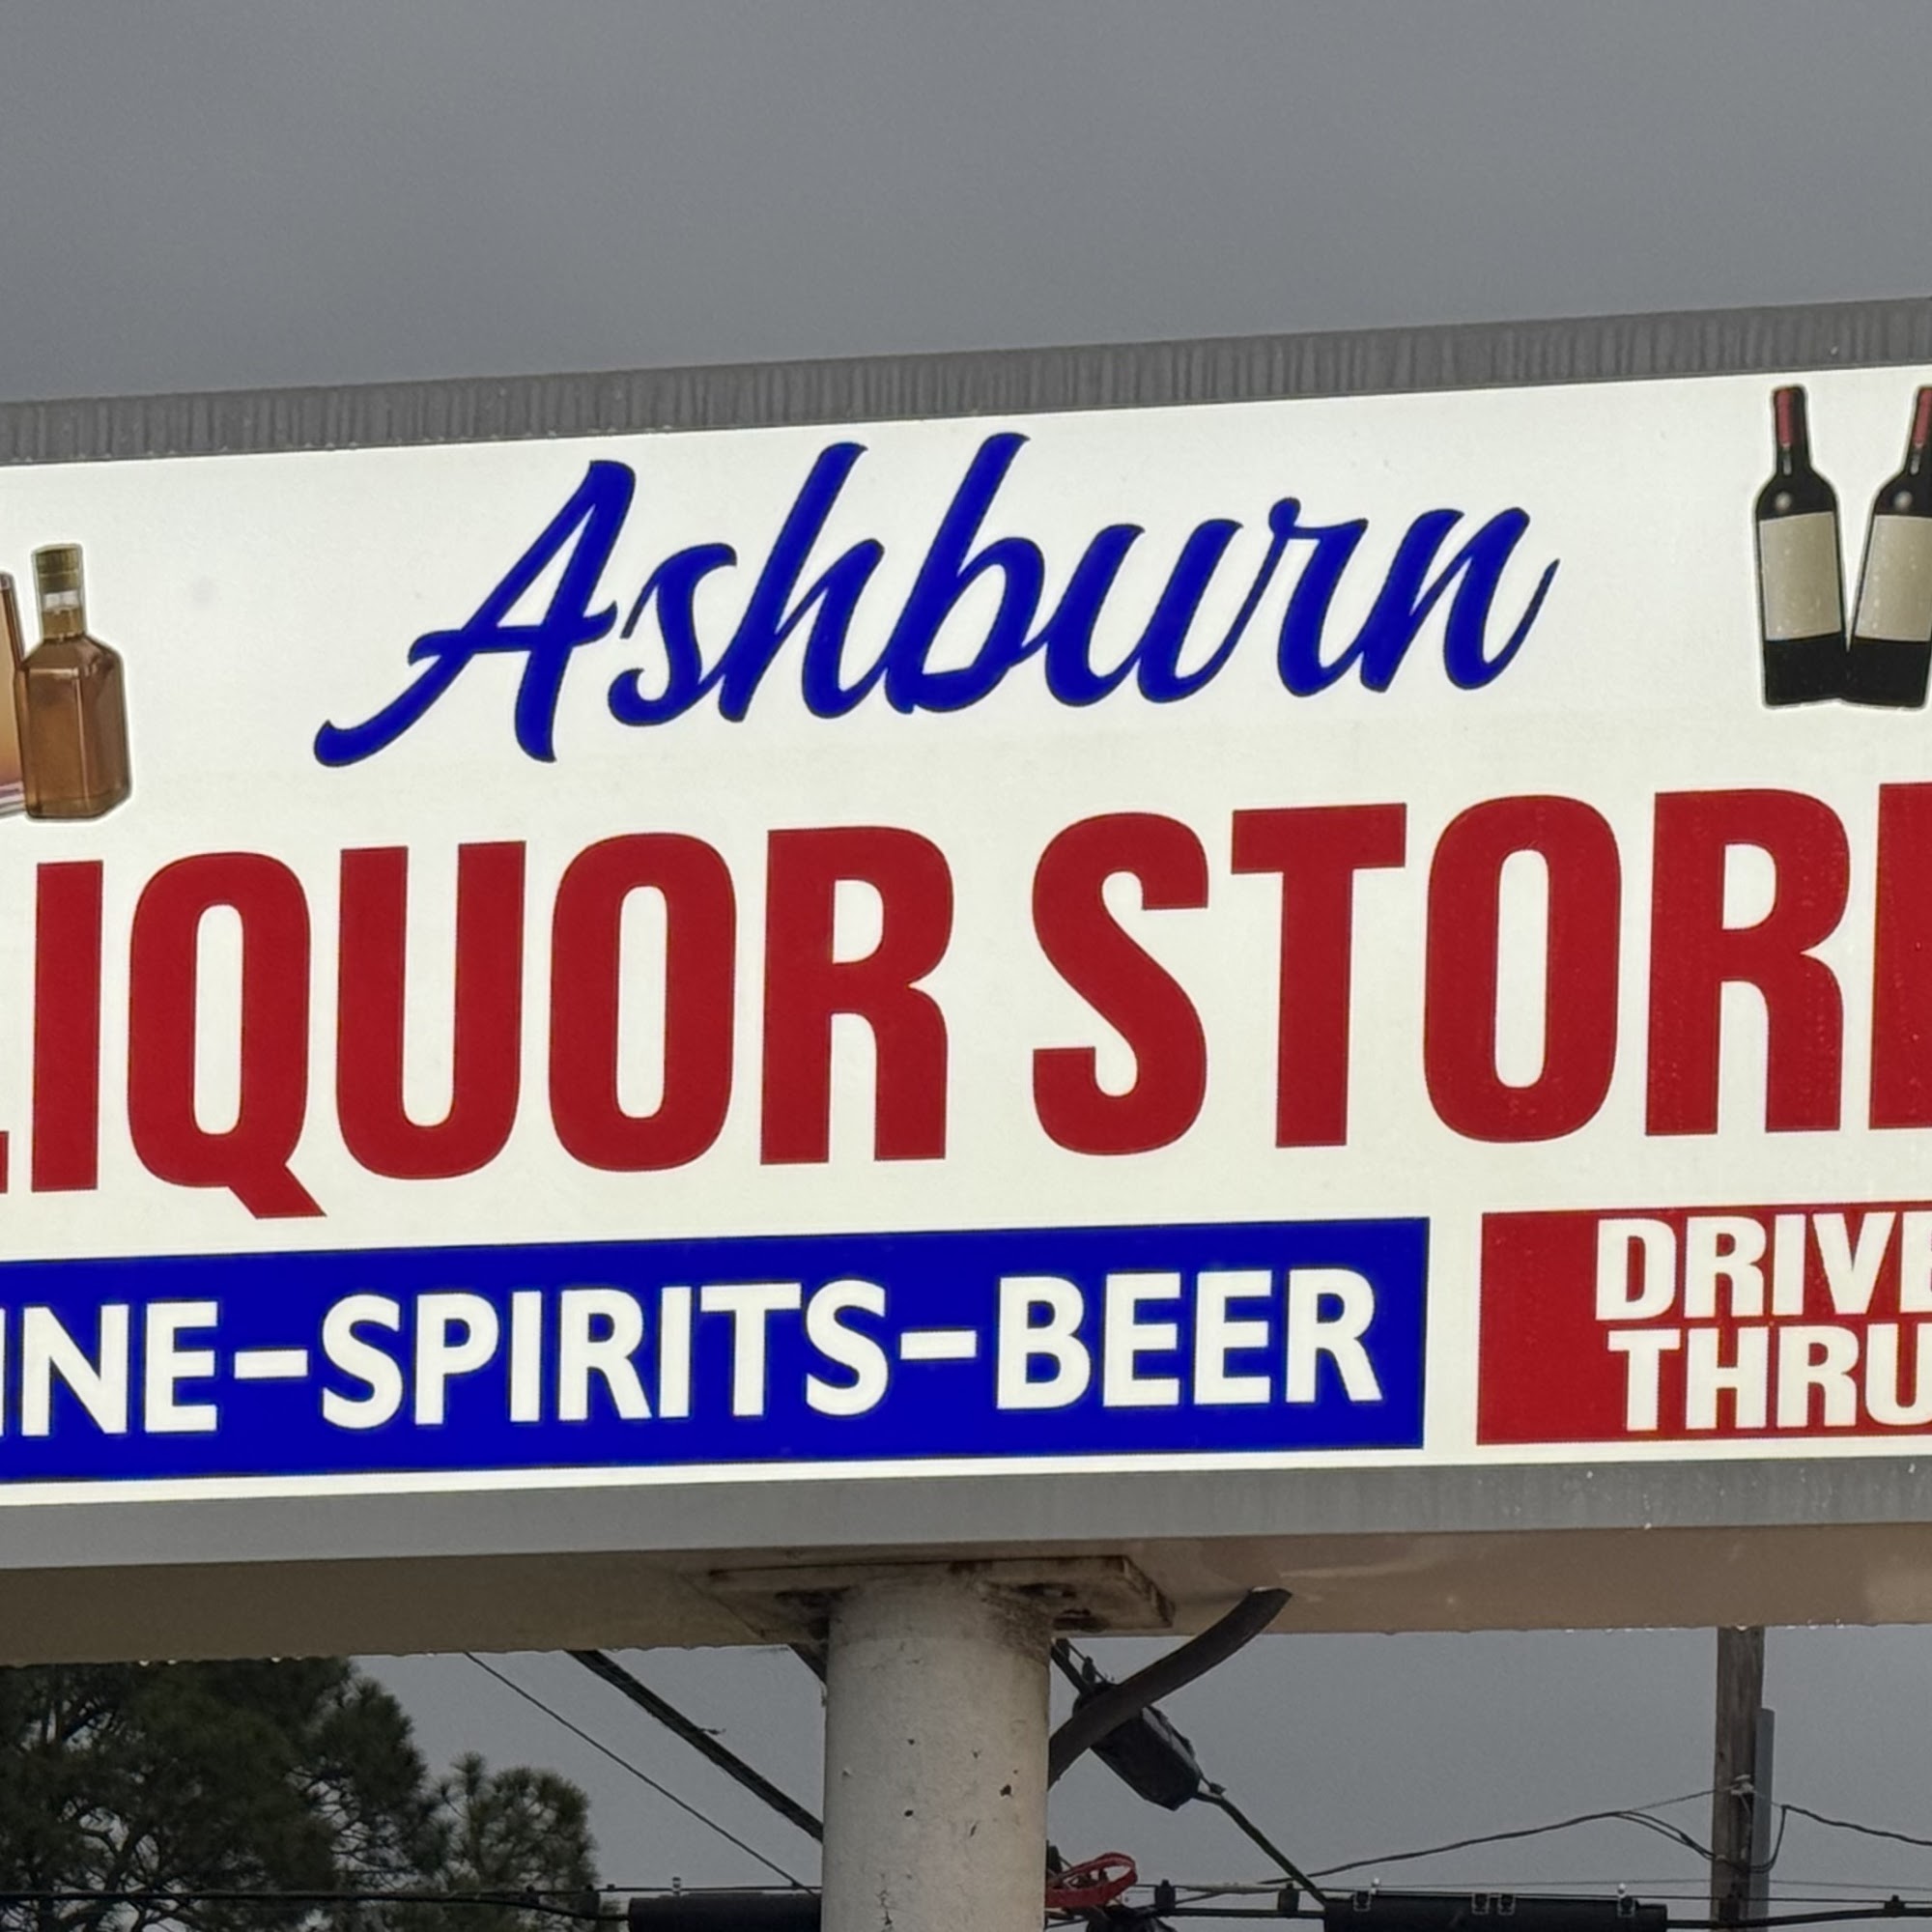 Ashburn
LIQUOR STORE
INE-SPIRITS-BEER
DRIVE
THRU